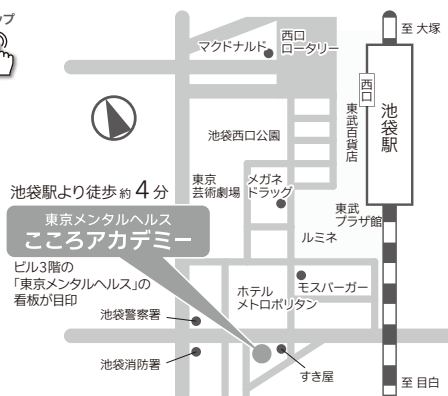 ップ
至 大塚
西口
ロータリー
マクドナルド
西口
池袋駅
東武百貨店
池袋西口公園
東京
芸術劇場
メガネ
ドラッグ
池袋駅より徒歩約4分
東武
プラザ館
東京メンタルヘルス
こころアカデミー
ルミネ
ビル3階の
「東京メンタルヘルス」の
看板が目印
ホテル
メトロポリタン
モスバーガー
池袋警察署
池袋消防署
すき屋
至 目白